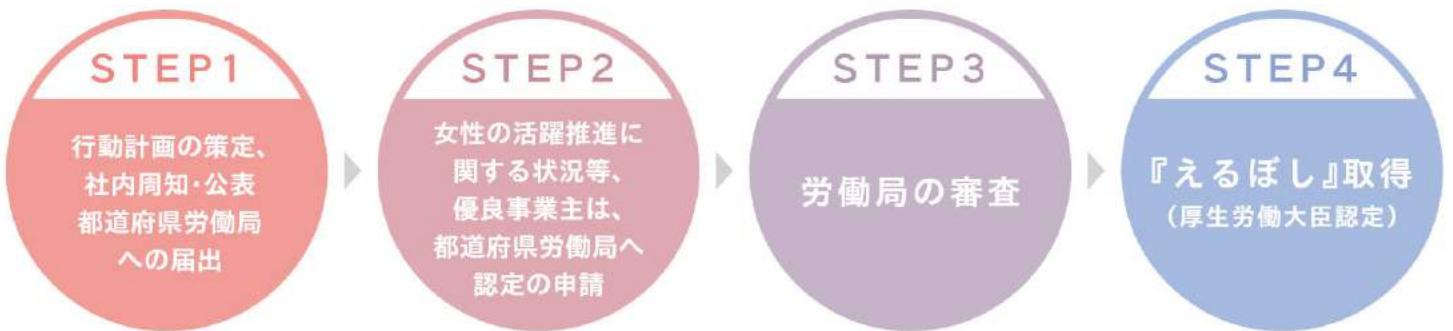 STEP1
行動計画の策定、
社内周知・公表
都道府県労働局
への届出
STEP2
女性の活躍推進に
関する状況等、
優良事業主は、
都道府県労働局へ
認定の申請
STEP3
労働局の審査
STEP4
『えるぼし』取得
(厚生労働大臣認定)